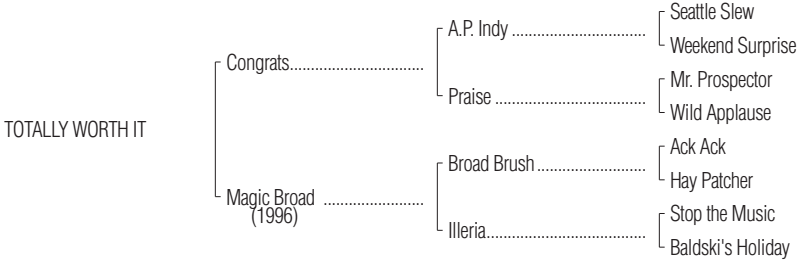 Seattle Slew
A.P. Indy ................................
Weekend Surprise
Congrats................................
Mr. Prospector
Praise ....................................
Wild Applause
TOTALLY WORTH IT
Ack Ack
Broad Brush..........................
Hay Patcher
Magic Broad ........................
(1996)
Stop the Music
Illeria......................................
Baldski's Holiday